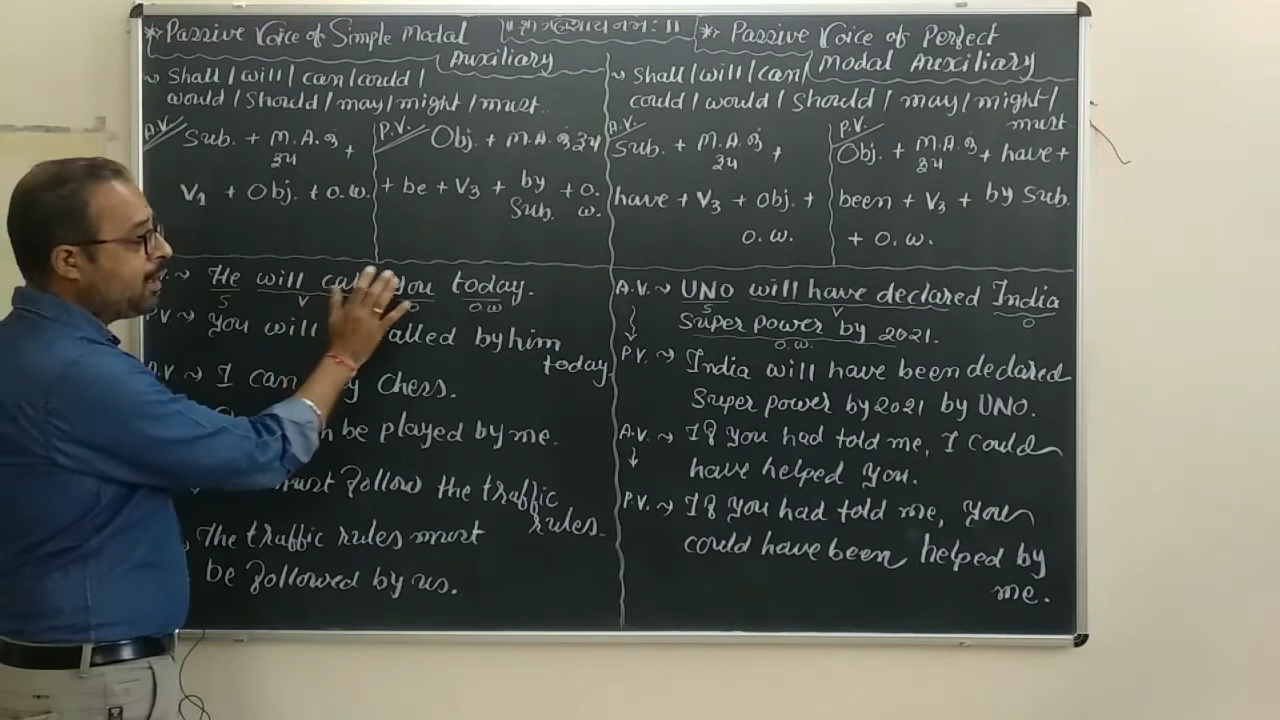 * Passive Voice of Simple Modal Auxiliary
Shall / will / can / could /
would / Should / may / might / must
A.V. Sub. + M.A. में से +
V1 + Obj. + O.W.
P.V. Obj. + M.A. में से
+ be + V3 + by Sub. + O.W.
He will call you today.
S V O O.W
P.V You will called by him
today
A.V I can chess.
be played by me.
must follow the traffic
rules.
The traffic rules must
be followed by us.
* Passive Voice of Perfect
Modal Auxiliary
Shall / will / can /
could / would / Should / may / might /
must
A.V. Sub. + M.A. में से +
have + V3 + Obj. +
O.W.
P.V. Obj. + M.A. में से + have +
been + V3 + by Sub.
+ O.W.
A.V. UNO will have declared India
S V O
Super power by 2021.
O.W.
P.V. India will have been declared
Super power by 2021 by UNO.
A.V. If you had told me, I could
have helped you.
P.V. If you had told me, you
could have been helped by
me.